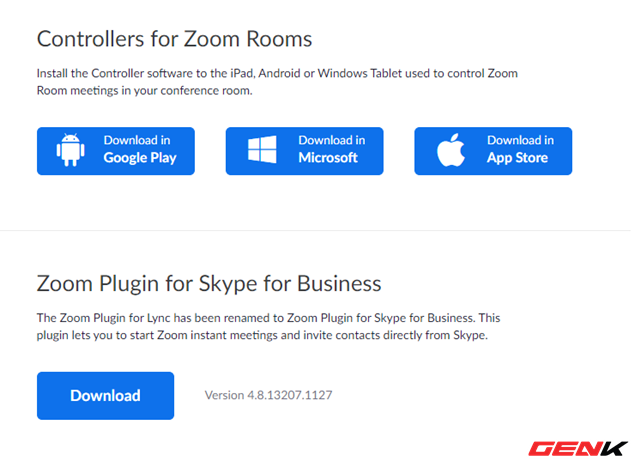 Controllers for Zoom Rooms
Install the Controller software to the iPad, Android or Windows Tablet used to control Zoom
Room meetings in your conference room.
Download in
Google Play
Download in
Microsoft
Download in
App Store
Zoom Plugin for Skype for Business
The Zoom Plugin for Lync has been renamed to Zoom Plugin for Skype for Business. This
plugin lets you to start Zoom instant meetings and invite contacts directly from Skype.
Download
Version 4.8.13207.1127
GENK